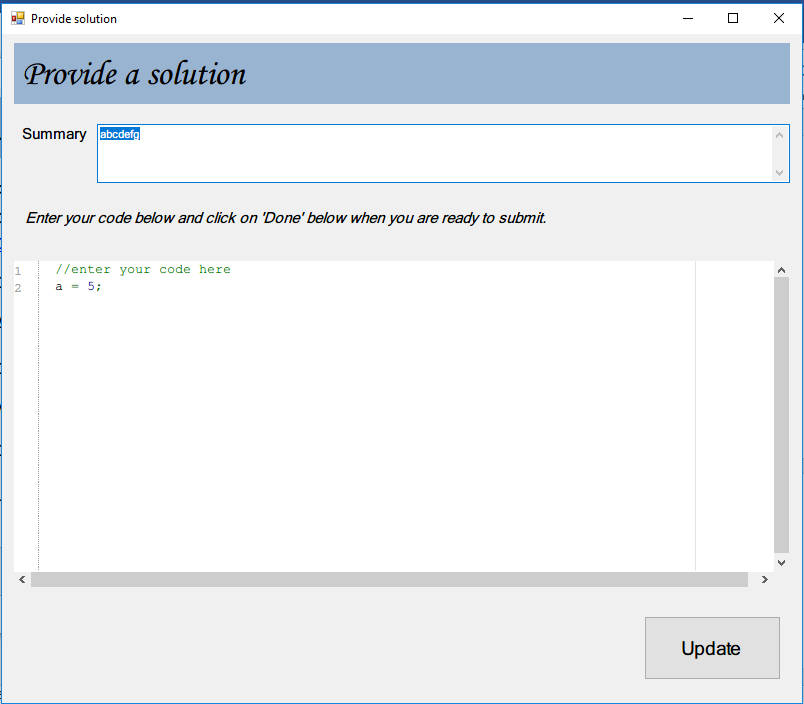 Provide solution
Provide a solution
Summary
abcdefg
Enter your code below and click on 'Done' below when you are ready to submit.
1 //enter your code here
2 a = 5;
Update